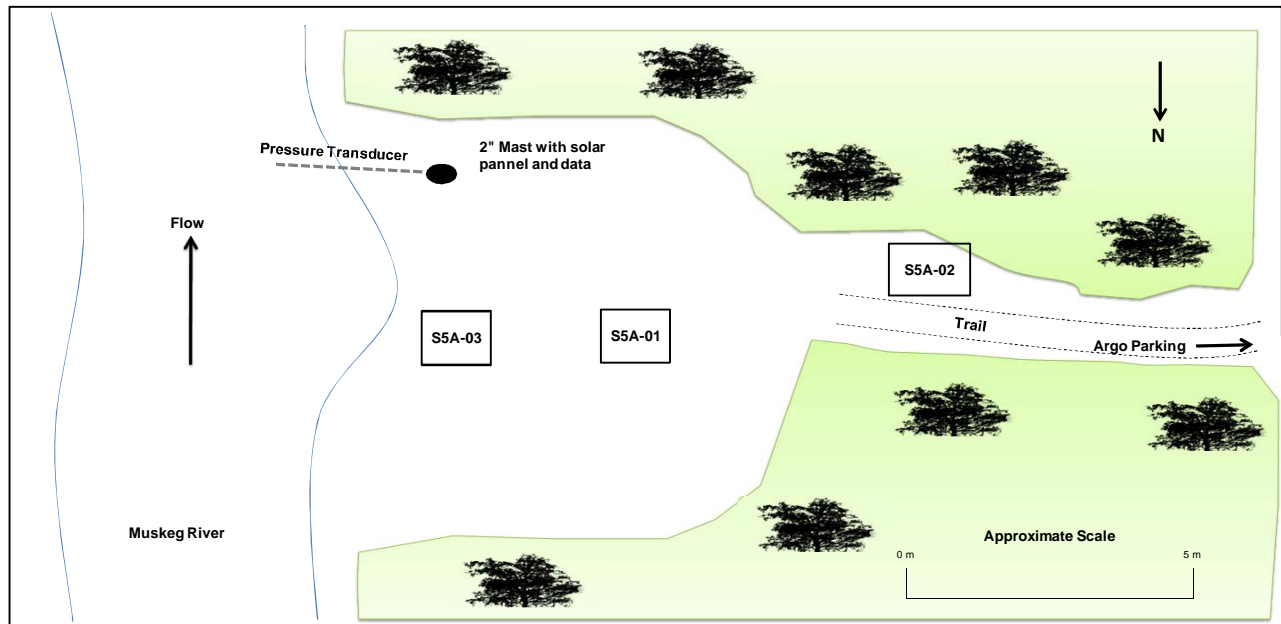 N
Pressure Transducer
2" Mast with solar
pannel and data
Flow
S5A-02
S5A-03
S5A-01
Trail
Argo Parking
Muskeg River
Approximate Scale
0 m
5 m